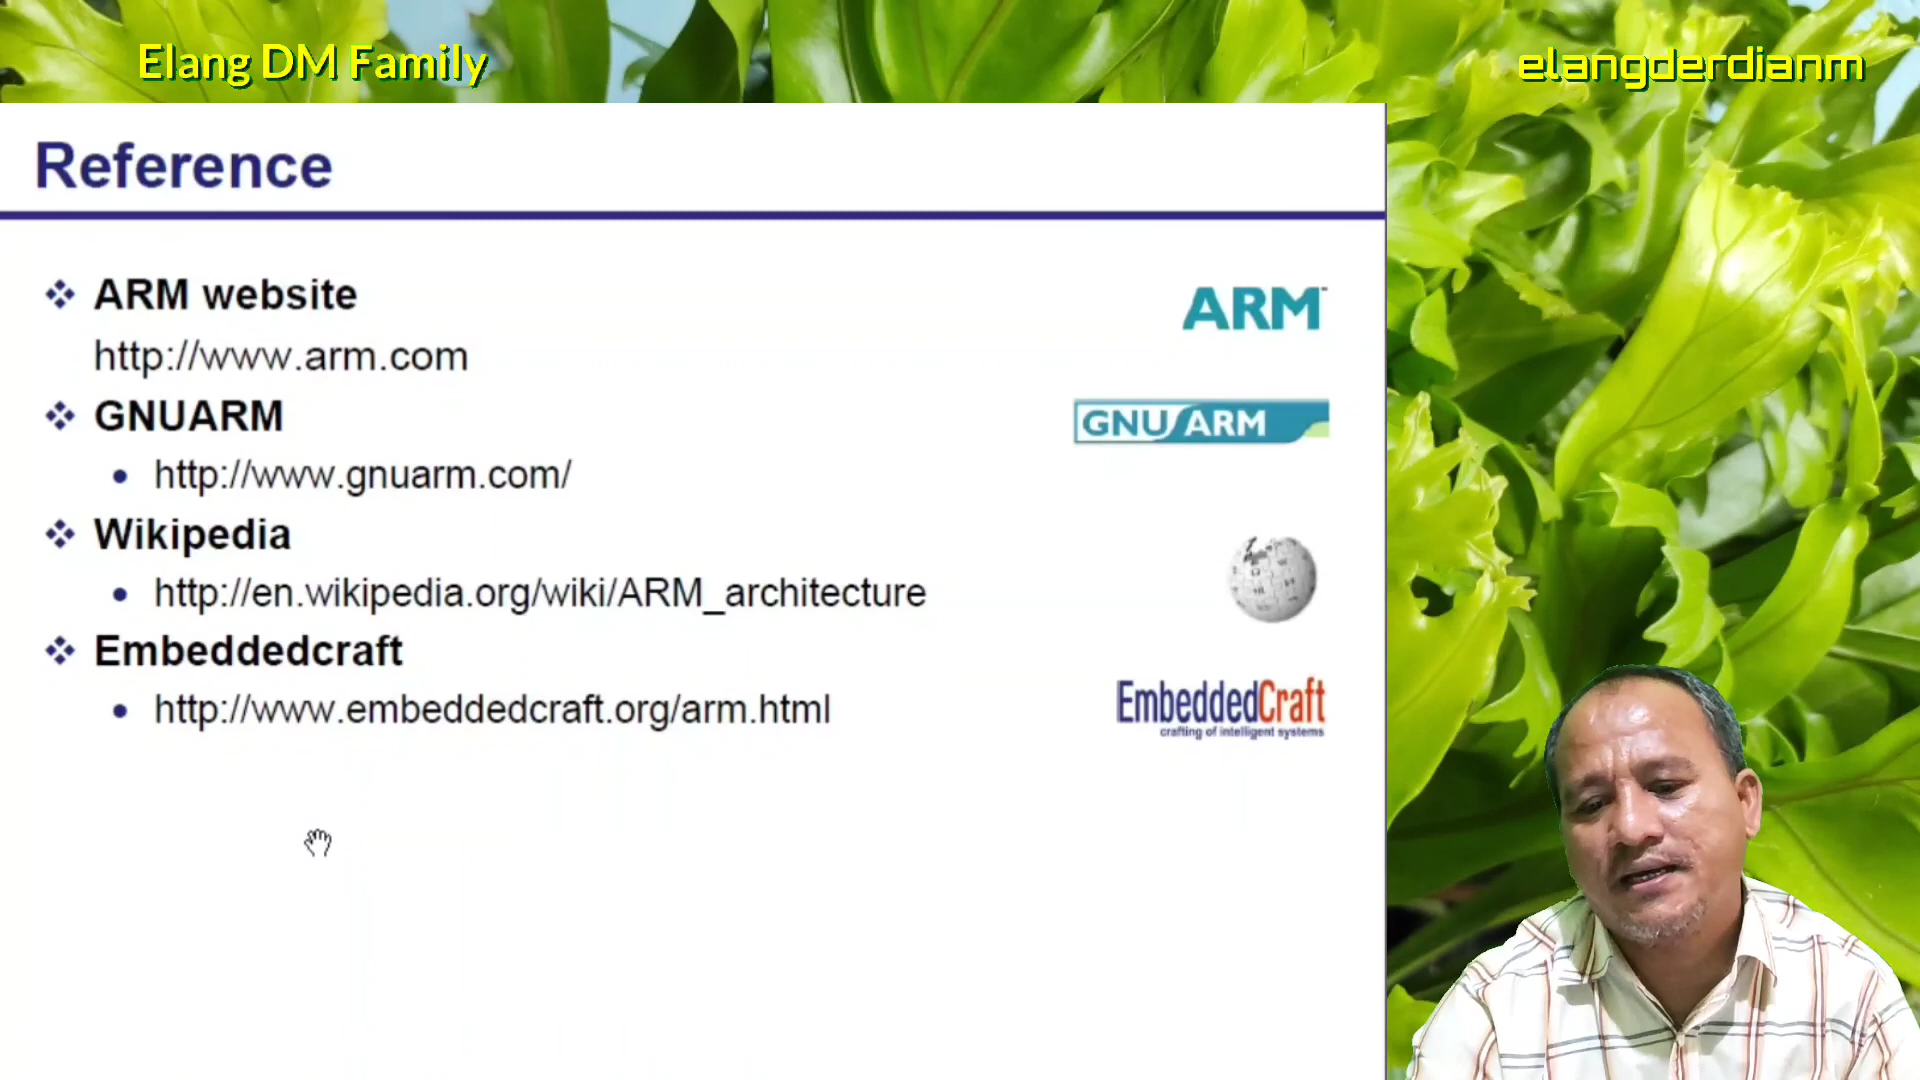 Elang DM Family
elangderdianm
Reference
ARM website
ARM™
http://www.arm.com
GNUARM
GNU ARM
http://www.gnuarm.com/
Wikipedia
http://en.wikipedia.org/wiki/ARM_architecture
Embeddedcraft
EmbeddedCraft
crafting of intelligent systems
http://www.embeddedcraft.org/arm.html